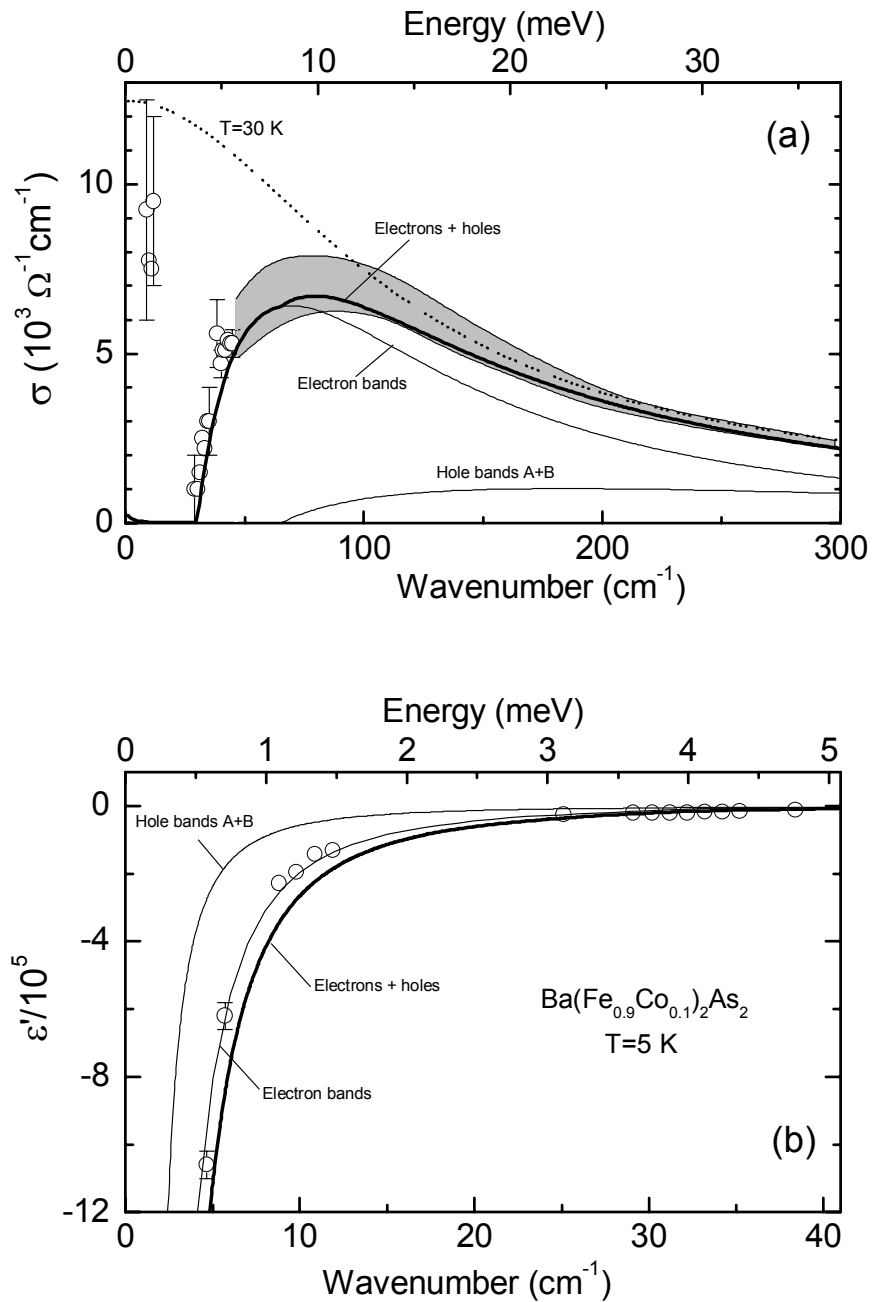 Energy (meV)
0 10 20 30
(a)
T=30 K
Electrons + holes
Electron bands
Hole bands A+B
σ (10³ Ω⁻¹cm⁻¹)
10
5
0
0 100 200 300
Wavenumber (cm⁻¹)
Energy (meV)
0 1 2 3 4 5
Hole bands A+B
Electrons + holes
Electron bands
Ba(Fe₀.₉Co₀.₁)₂As₂
T=5 K
(b)
ε'/10⁵
0
-4
-8
-12
0 10 20 30 40
Wavenumber (cm⁻¹)